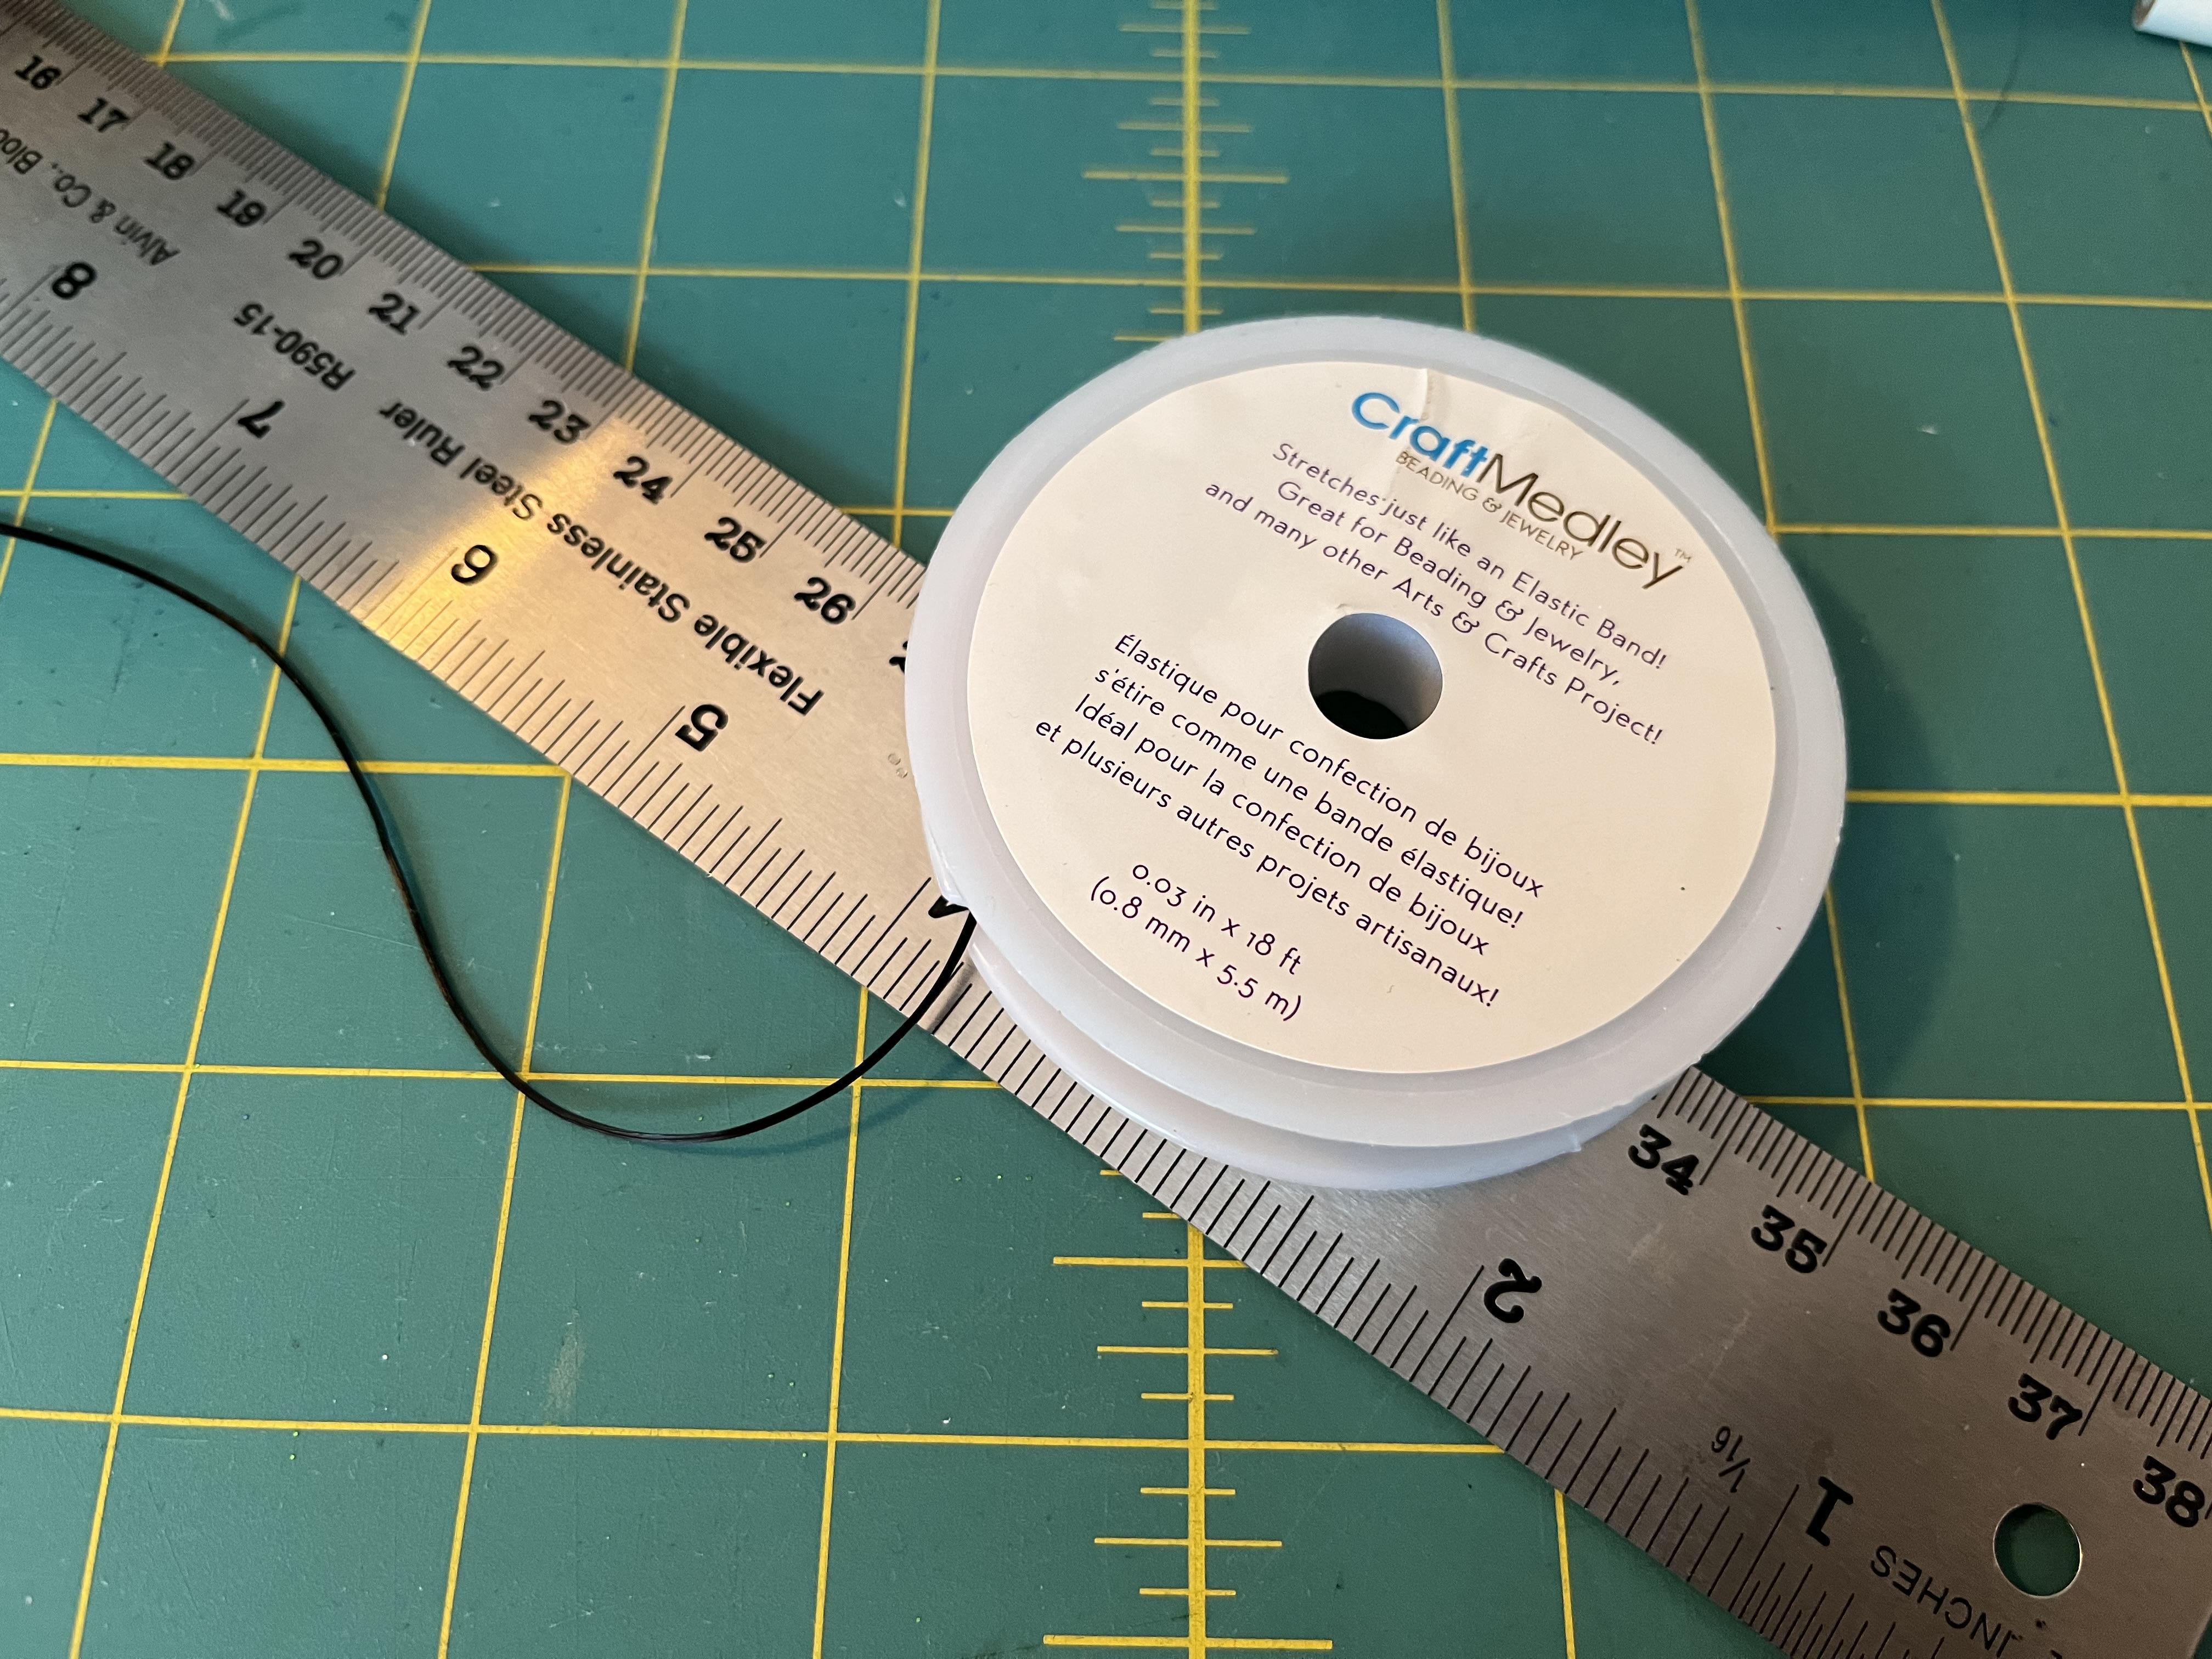 CraftMedley™
BEADING & JEWELRY
Stretches just like an Elastic Band!
Great for Beading & Jewelry,
and many other Arts & Crafts Project!
Élastique pour confection de bijoux
s'étire comme une bande élastique!
Idéal pour la confection de bijoux
et plusieurs autres projets artisanaux!
0.03 in x 18 ft
(0.8 mm x 5.5 m)
16 17 18 19 20 21 22 23 24 25 26
34 35 36 37 38
Flexible Stainless Steel Ruler R590-15
Alvin & Co.,
INCHES 1 1/16 2 4 5 6 7 8